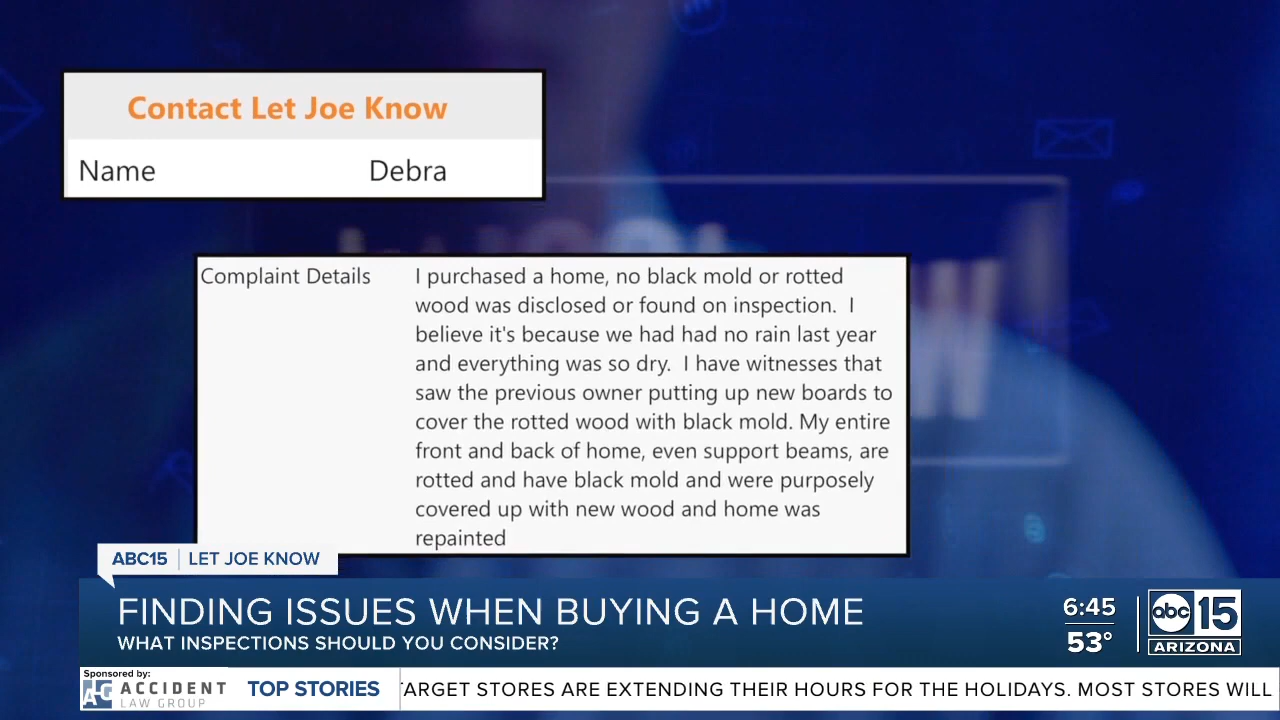 Contact Let Joe Know
Name Debra
Complaint Details I purchased a home, no black mold or rotted
wood was disclosed or found on inspection. I
believe it's because we had had no rain last year
and everything was so dry. I have witnesses that
saw the previous owner putting up new boards to
cover the rotted wood with black mold. My entire
front and back of home, even support beams, are
rotted and have black mold and were purposely
covered up with new wood and home was
repainted
ABC15 LET JOE KNOW
FINDING ISSUES WHEN BUYING A HOME
WHAT INSPECTIONS SHOULD YOU CONSIDER?
6:45
53°
abc 15
ARIZONA
Sponsored by:
AG ACCIDENT
LAW GROUP
TOP STORIES
ARGET STORES ARE EXTENDING THEIR HOURS FOR THE HOLIDAYS. MOST STORES WILL